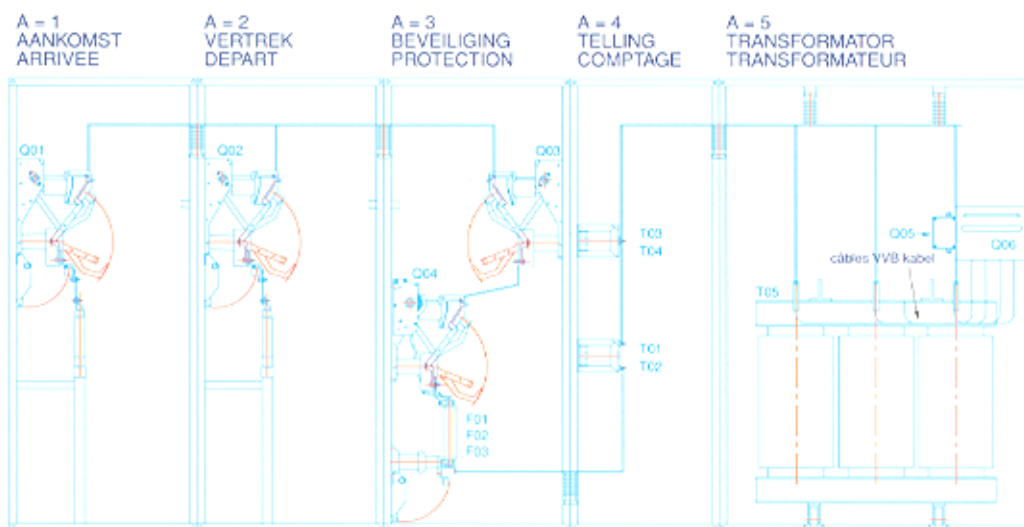 A = 1
AANKOMST
ARRIVEE
A = 2
VERTREK
DEPART
A = 3
BEVEILIGING
PROTECTION
A = 4
TELLING
COMPTAGE
A = 5
TRANSFORMATOR
TRANSFORMATEUR
Q01
Q02
Q03
Q04
F01
F02
F03
T03
T04
T01
T02
Q05
Q06
câbles VVB kabel
T05